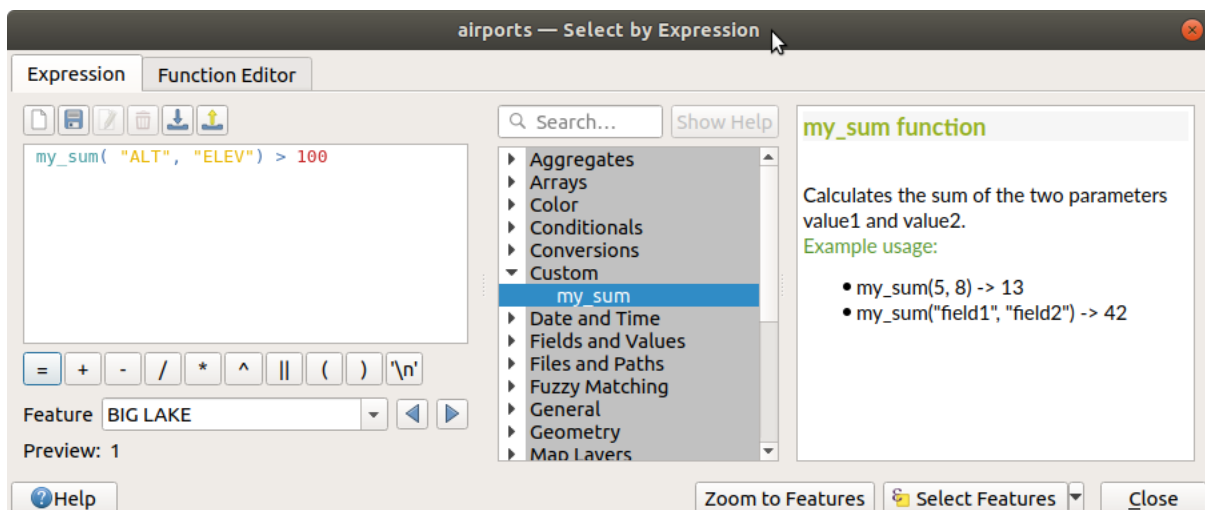 airports — Select by Expression
Expression
Function Editor
Search...
Show Help
my_sum( "ALT", "ELEV") > 100
= + - / * ^ || ( ) '\n'
Feature BIG LAKE
Preview: 1
Aggregates
Arrays
Color
Conditionals
Conversions
Custom
my_sum
Date and Time
Fields and Values
Files and Paths
Fuzzy Matching
General
Geometry
Map Layers
my_sum function
Calculates the sum of the two parameters
value1 and value2.
Example usage:
● my_sum(5, 8) -> 13
● my_sum("field1", "field2") -> 42
Help
Zoom to Features
Select Features
Close